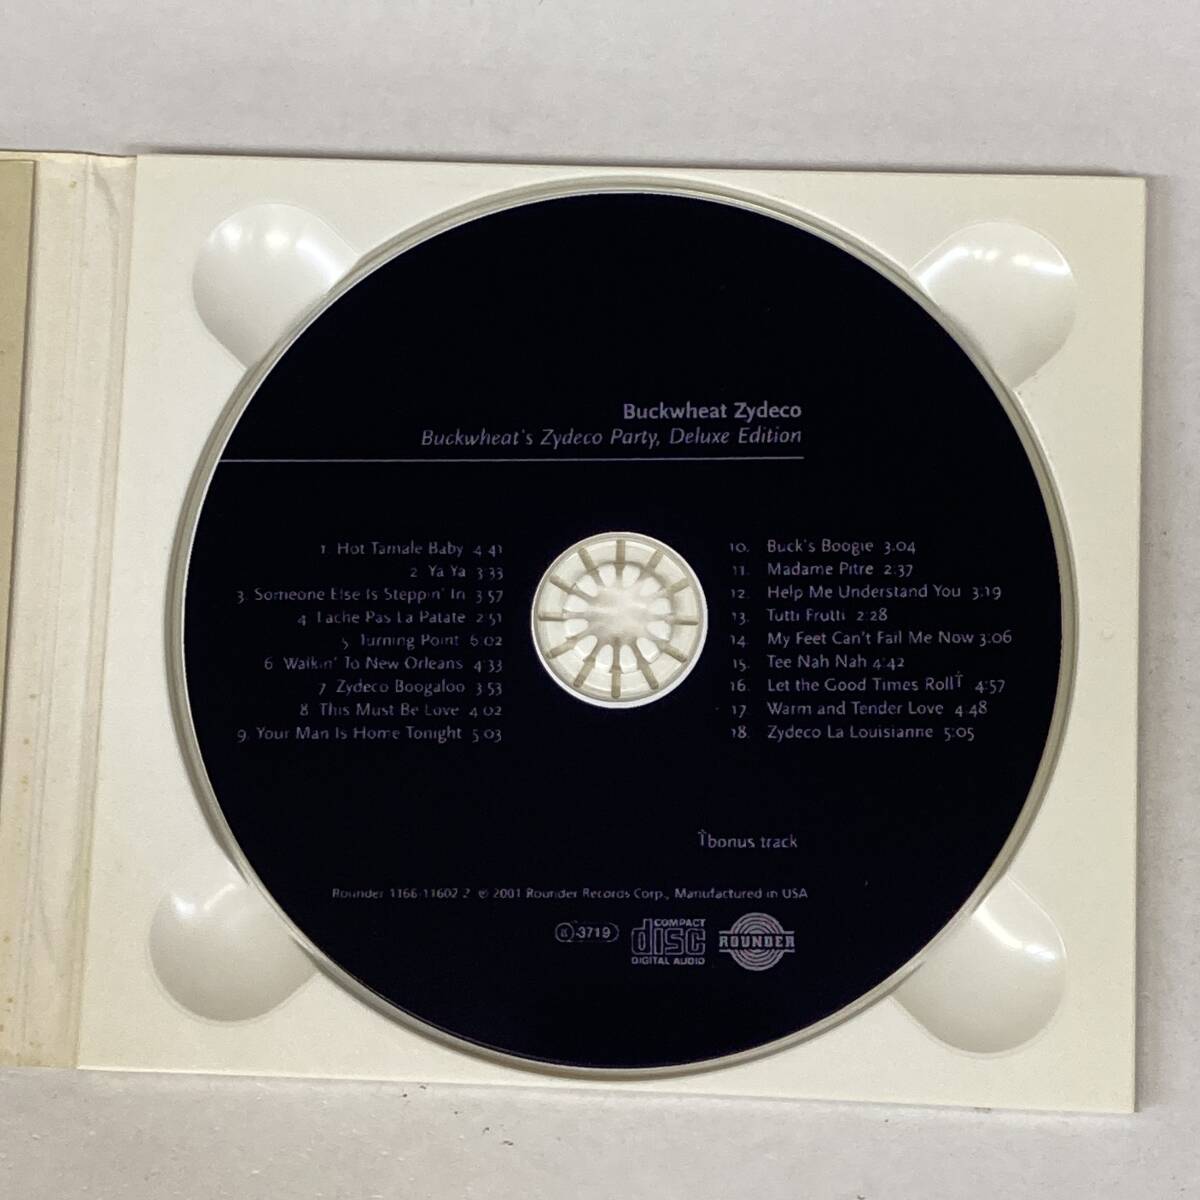 Buckwheat Zydeco
Buckwheat's Zydeco Party, Deluxe Edition
1 Hot Tamale Baby 4 41
2 Ya Ya 3 33
3. Someone Else Is Steppin' In 3 57
4 Lache Pas La Patate 2 51
5 Turning Point 6 02
6 Walkin' To New Orleans 4 33
7 Zydeco Boogaloo 3 53
8 This Must Be Love 4 02
9. Your Man Is Home Tonight 5 03
10. Buck's Boogie 3.04
11. Madame Pitre 2:37
12. Help Me Understand You 3:19
13. Tutti Frutti 2:28
14. My Feet Can't Fail Me Now 3:06
15. Tee Nah Nah 4:42
16. Let the Good Times Roll† 4:57
17. Warm and Tender Love 4.48
18. Zydeco La Louisianne 5:05
†bonus track
Rounder 1166-11602-2 ℗ © 2001 Rounder Records Corp., Manufactured in USA
3719
COMPACT
disc
DIGITAL AUDIO
ROUNDER